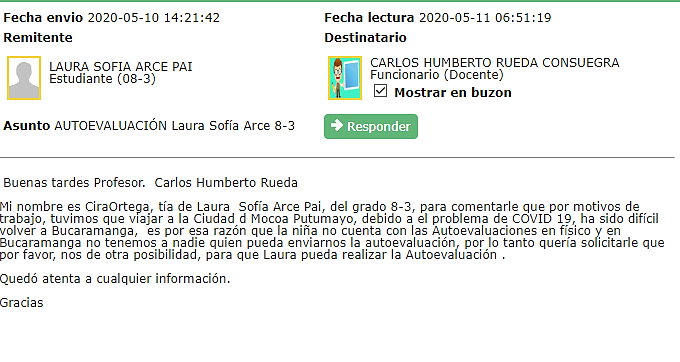 Fecha envio 2020-05-10 14:21:42
Fecha lectura 2020-05-11 06:51:19
Remitente
Destinatario
LAURA SOFIA ARCE PAI
Estudiante (08-3)
CARLOS HUMBERTO RUEDA CONSUEGRA
Funcionario (Docente)
Mostrar en buzon
Asunto AUTOEVALUACIÓN Laura Sofía Arce 8-3
Responder
Buenas tardes Profesor. Carlos Humberto Rueda
Mi nombre es CiraOrtega, tía de Laura Sofía Arce Pai, del grado 8-3, para comentarle que por motivos de
trabajo, tuvimos que viajar a la Ciudad d Mocoa Putumayo, debido a el problema de COVID 19, ha sido difícil
volver a Bucaramanga, es por esa razón que la niña no cuenta con las Autoevaluaciones en físico y en
Bucaramanga no tenemos a nadie quien pueda enviarnos la autoevaluación, por lo tanto quería solicitarle que
por favor, nos de otra posibilidad, para que Laura pueda realizar la Autoevaluación .
Quedó atenta a cualquier información.
Gracias